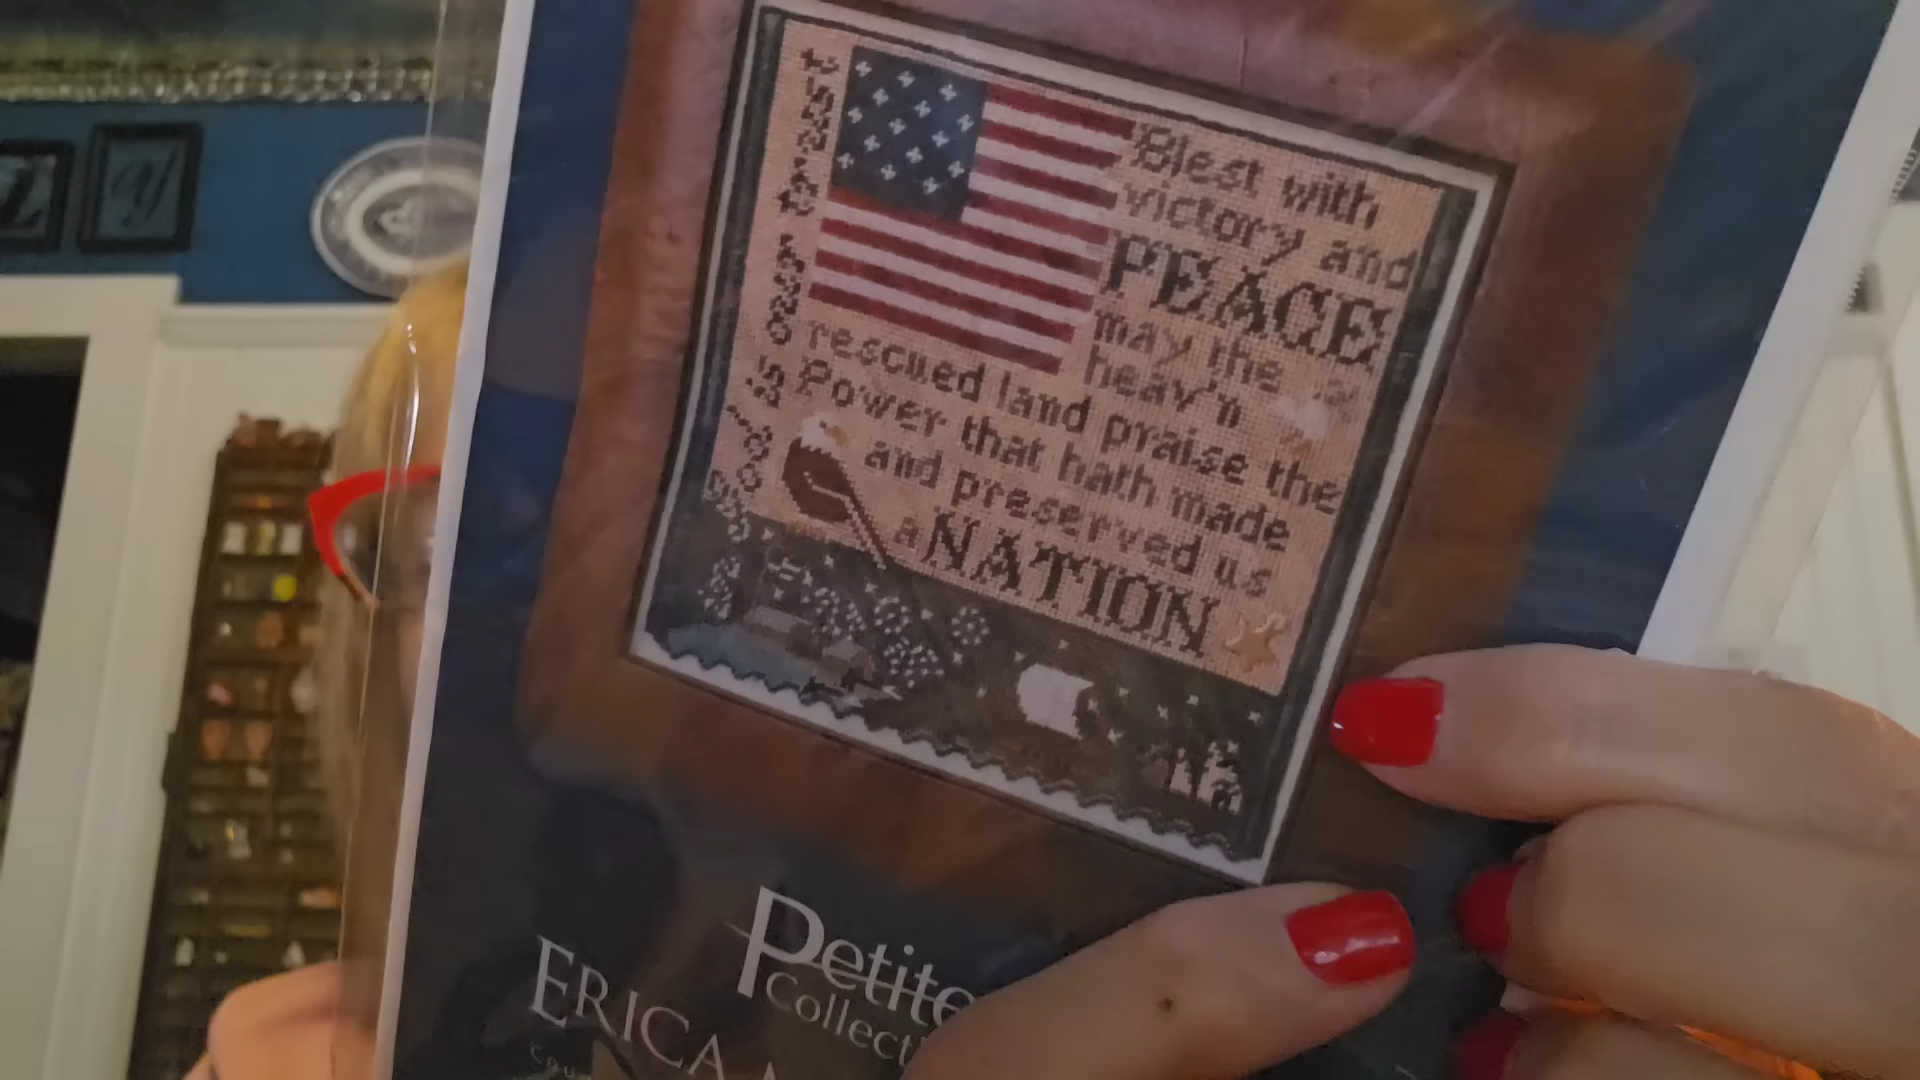 Blest with
victory and
PEACE
may the
heav'n
rescued land praise the
Power that hath made
and preserved us
a NATION
Petite
Collect
ERICA